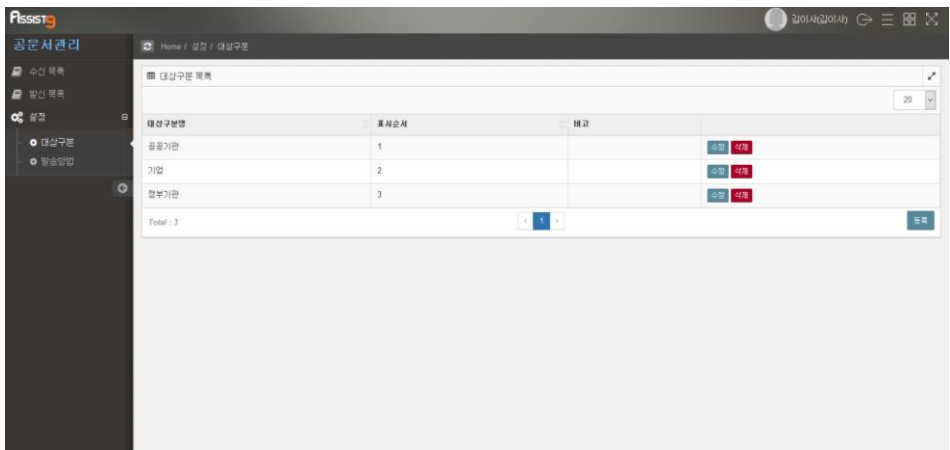 Assist9
김이사(김이사)
공문서관리
Home / 설정 / 대상구분
수신 목록
발신 목록
설정
대상구분
발송방법
대상구분 목록
20
대상구분명 표시순서 비고
공공기관 1 수정 삭제
기업 2 수정 삭제
정부기관 3 수정 삭제
Total : 3
1
등록